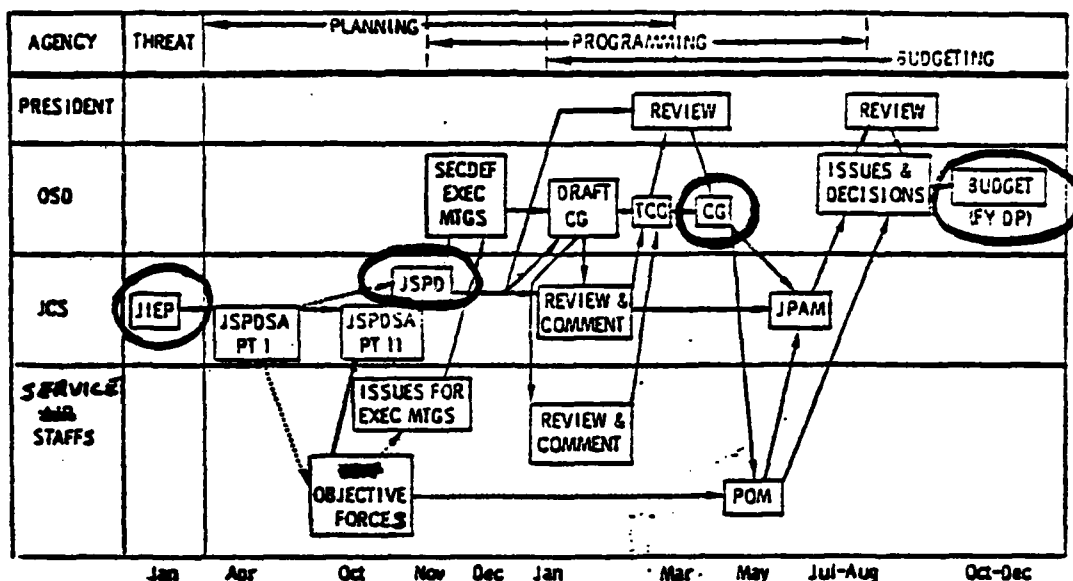 AGENCY
THREAT
PLANNING
PROGRAMMING
BUDGETING
PRESIDENT
REVIEW
REVIEW
OSD
SECDEF
EXEC
MTGS
DRAFT
CG
TCG
CG
ISSUES &
DECISIONS
BUDGET
(FY DP)
JCS
JIEP
JSPDSA
PT I
JSPDSA
PT II
JSPD
REVIEW &
COMMENT
JPAM
SERVICE
STAFFS
ISSUES FOR
EXEC MTGS
REVIEW &
COMMENT
OBJECTIVE
FORCES
POM
Jan Apr Oct Nov Dec Jan Mar May Jul-Aug Oct-Dec